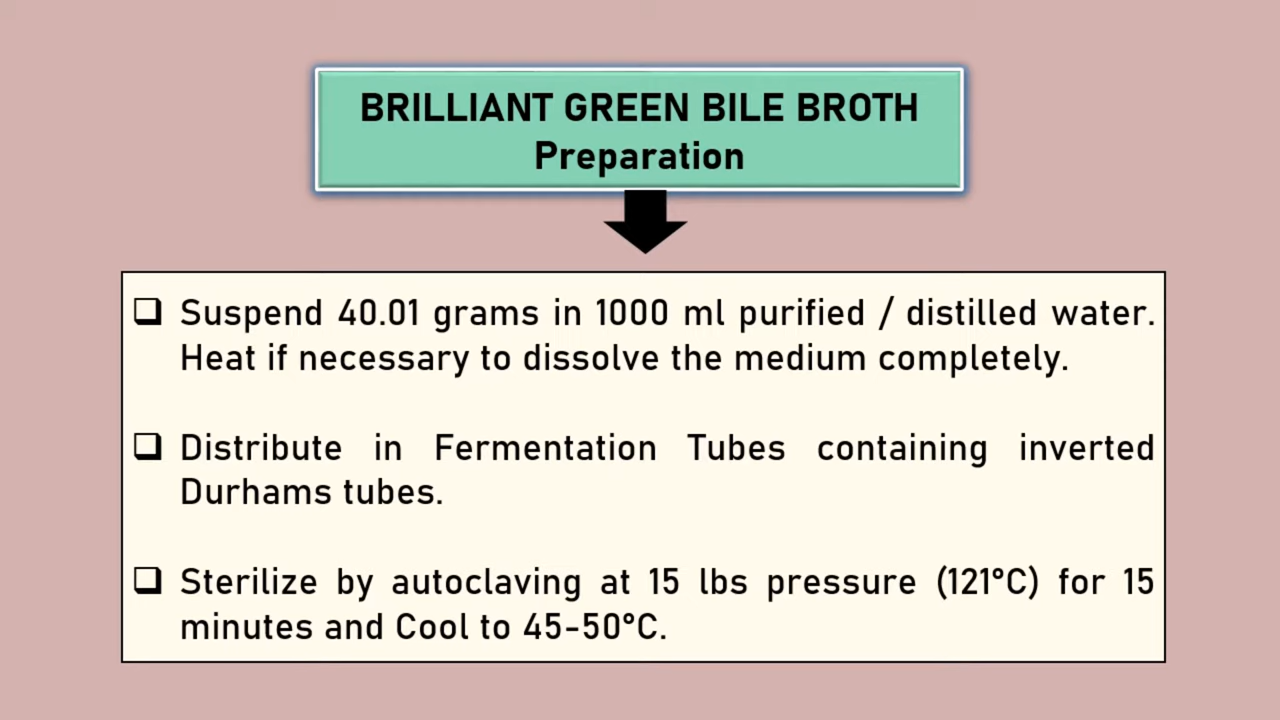 BRILLIANT GREEN BILE BROTH
Preparation
Suspend 40.01 grams in 1000 ml purified / distilled water.
Heat if necessary to dissolve the medium completely.
Distribute in Fermentation Tubes containing inverted
Durhams tubes.
Sterilize by autoclaving at 15 lbs pressure (121°C) for 15
minutes and Cool to 45-50°C.